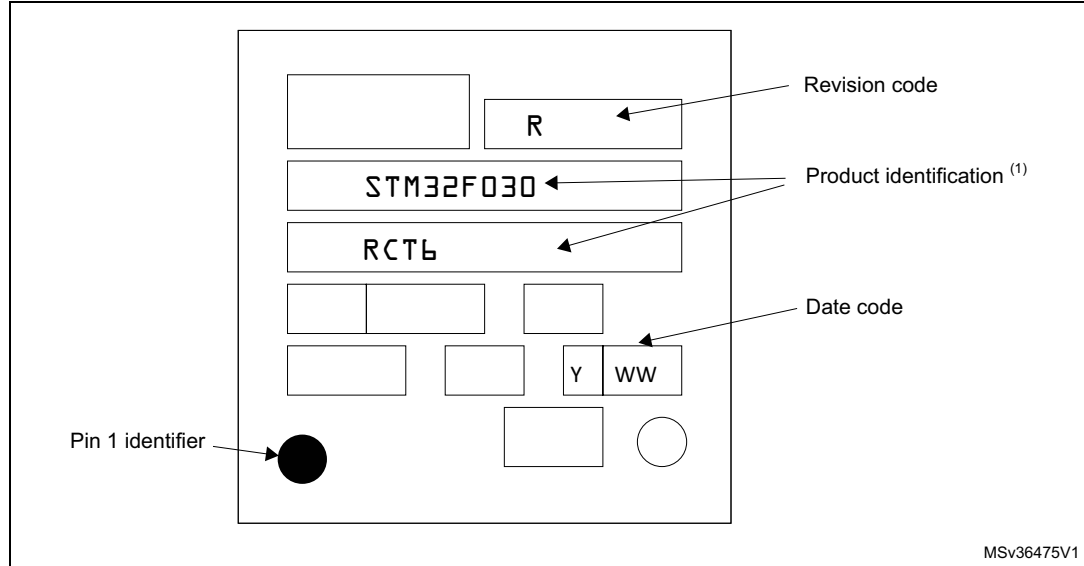 Revision code
R
Product identification (1)
STM32F030
RCT6
Date code
Y WW
Pin 1 identifier
MSv36475V1